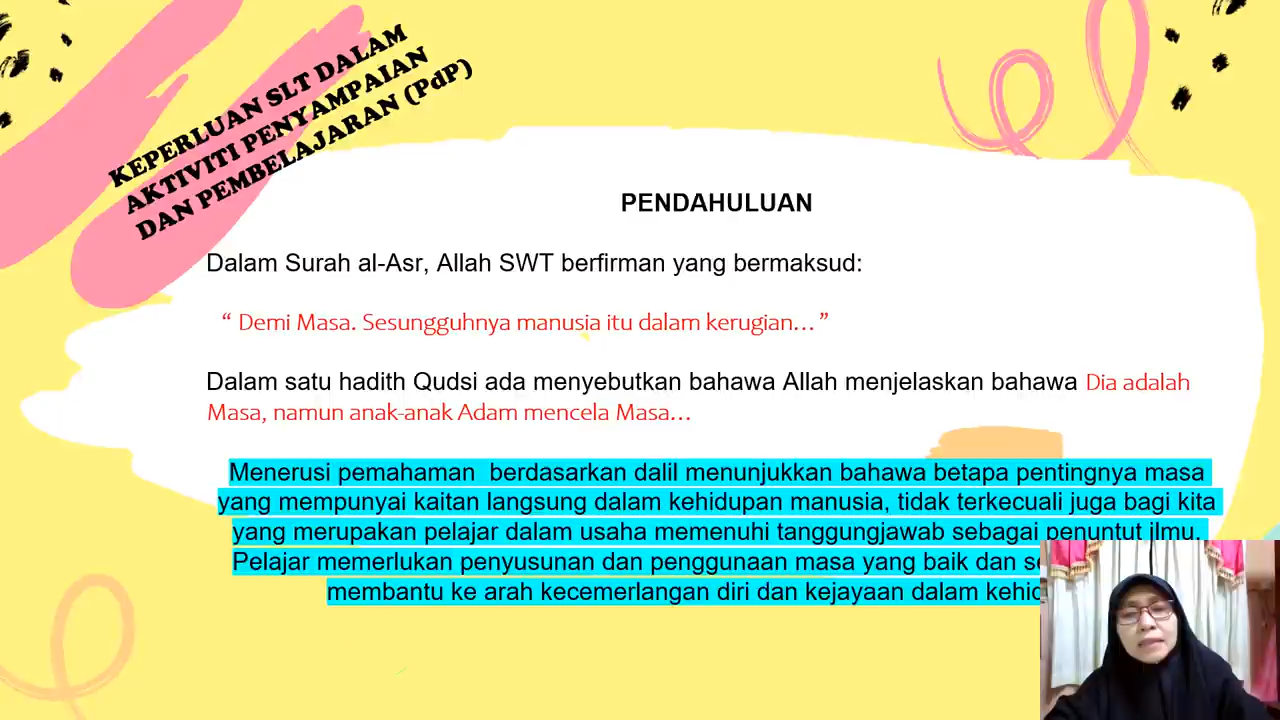 KEPERLUAN SLT DALAM
AKTIVITI PENYAMPAIAN
DAN PEMBELAJARAN (PdP)
PENDAHULUAN
Dalam Surah al-Asr, Allah SWT berfirman yang bermaksud:
“ Demi Masa. Sesungguhnya manusia itu dalam kerugian… ”
Dalam satu hadith Qudsi ada menyebutkan bahawa Allah menjelaskan bahawa Dia adalah
Masa, namun anak-anak Adam mencela Masa…
Menerusi pemahaman  berdasarkan dalil menunjukkan bahawa betapa pentingnya masa
yang mempunyai kaitan langsung dalam kehidupan manusia, tidak terkecuali juga bagi kita
yang merupakan pelajar dalam usaha memenuhi tanggungjawab sebagai penuntut ilmu.
Pelajar memerlukan penyusunan dan penggunaan masa yang baik dan
membantu ke arah kecemerlangan diri dan kejayaan dalam